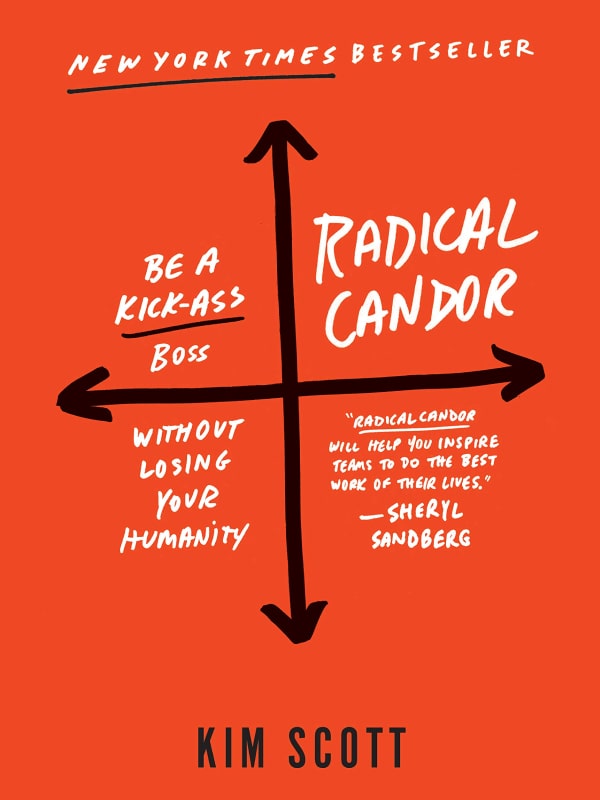 NEW YORK TIMES BESTSELLER
RADICAL
CANDOR
BE A
KICK-ASS
BOSS
WITHOUT
LOSING
YOUR
HUMANITY
"RADICAL CANDOR
WILL HELP YOU INSPIRE
TEAMS TO DO THE BEST
WORK OF THEIR LIVES."
—SHERYL
SANDBERG
KIM SCOTT